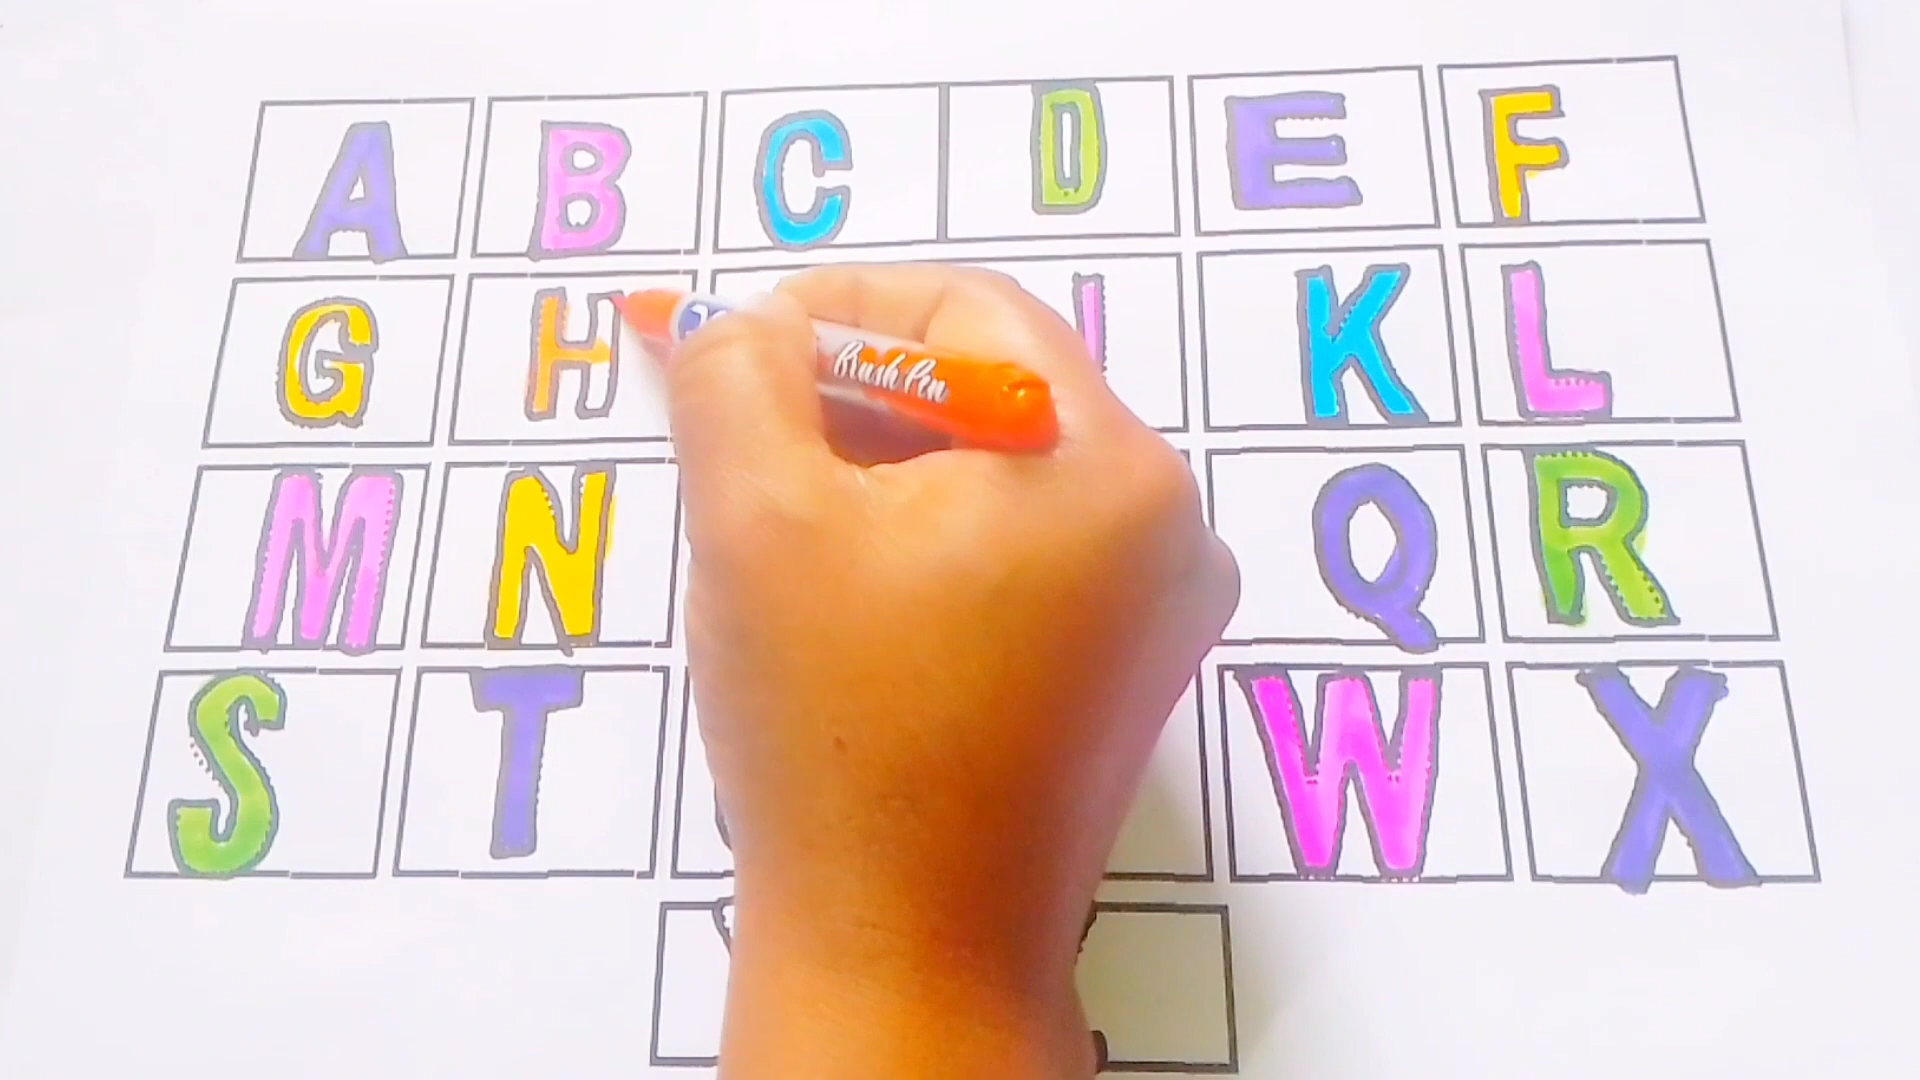 A B C D E F
G H J K L
Brush Pen
M N Q R
S T W X